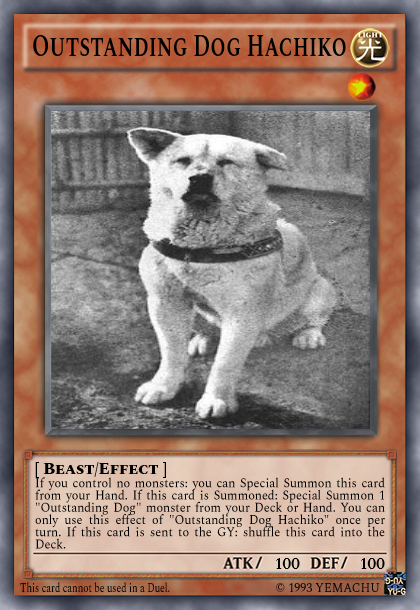 OUTSTANDING DOG HACHIKO
LIGHT
光
[ BEAST/EFFECT ]
If you control no monsters: you can Special Summon this card
from your Hand. If this card is Summoned: Special Summon 1
"Outstanding Dog" monster from your Deck or Hand. You can
only use this effect of "Outstanding Dog Hachiko" once per
turn. If this card is sent to the GY: shuffle this card into the
Deck.
ATK/ 100 DEF/ 100
This card cannot be used in a Duel. © 1993 YEMACHU